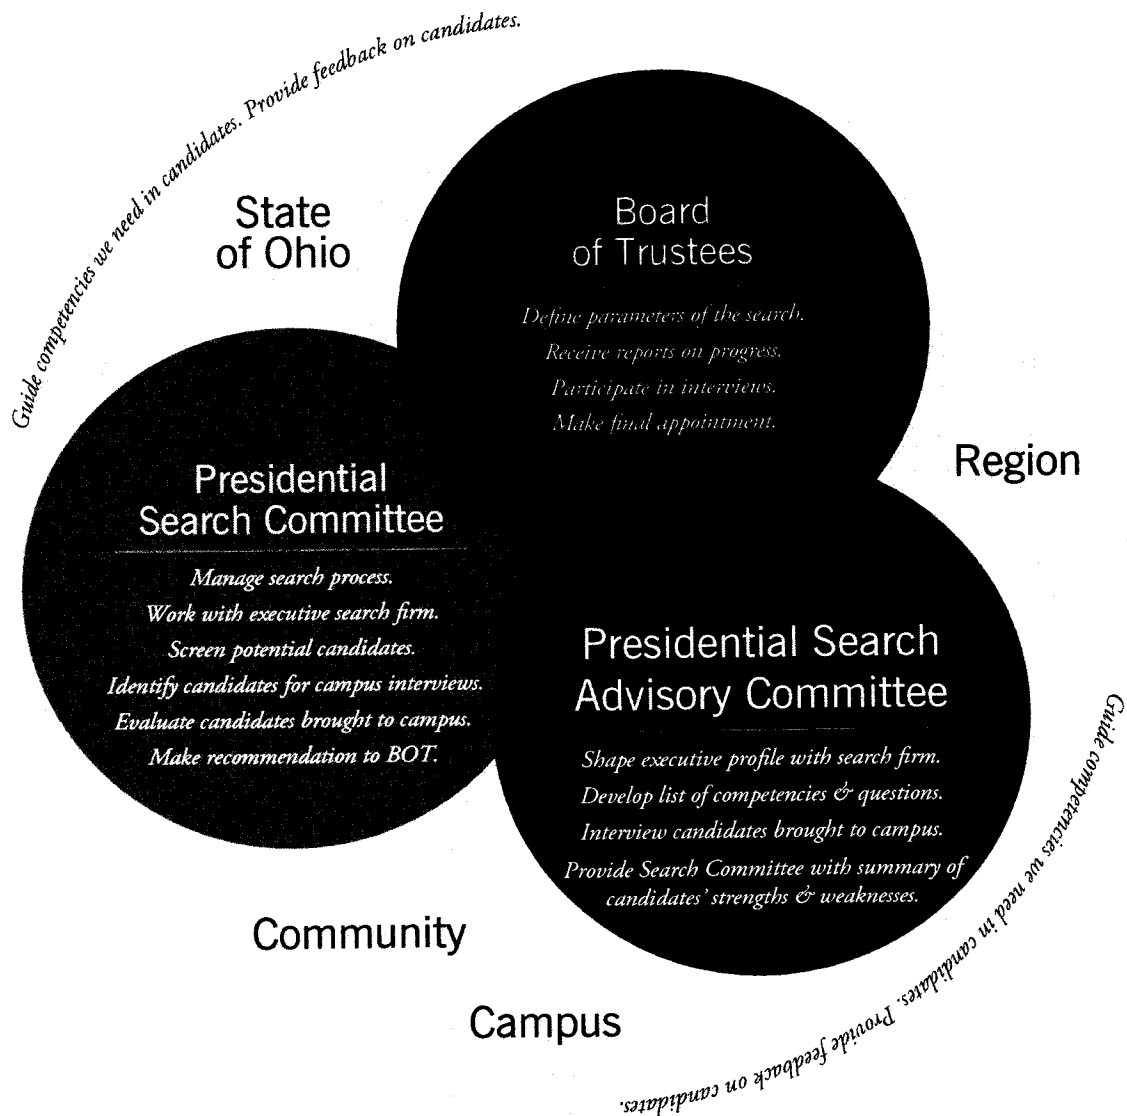 Guide competencies we need in candidates. Provide feedback on candidates.
State
of Ohio
Board
of Trustees
Define parameters of the search.
Receive reports on progress.
Participate in interviews.
Make final appointment.
Region
Presidential
Search Committee
Manage search process.
Work with executive search firm.
Screen potential candidates.
Identify candidates for campus interviews.
Evaluate candidates brought to campus.
Make recommendation to BOT.
Presidential Search
Advisory Committee
Shape executive profile with search firm.
Develop list of competencies & questions.
Interview candidates brought to campus.
Provide Search Committee with summary of
candidates' strengths & weaknesses.
Community
Campus
Guide competencies we need in candidates. Provide feedback on candidates.